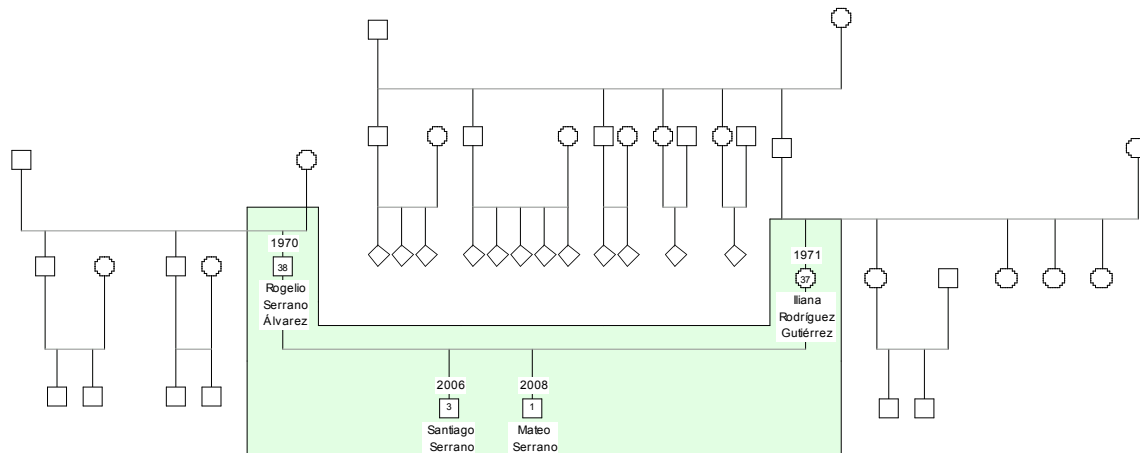 1970
38
Rogelio
Serrano
Álvarez
1971
37
Iliana
Rodríguez
Gutiérrez
2006
3
Santiago
Serrano
2008
1
Mateo
Serrano